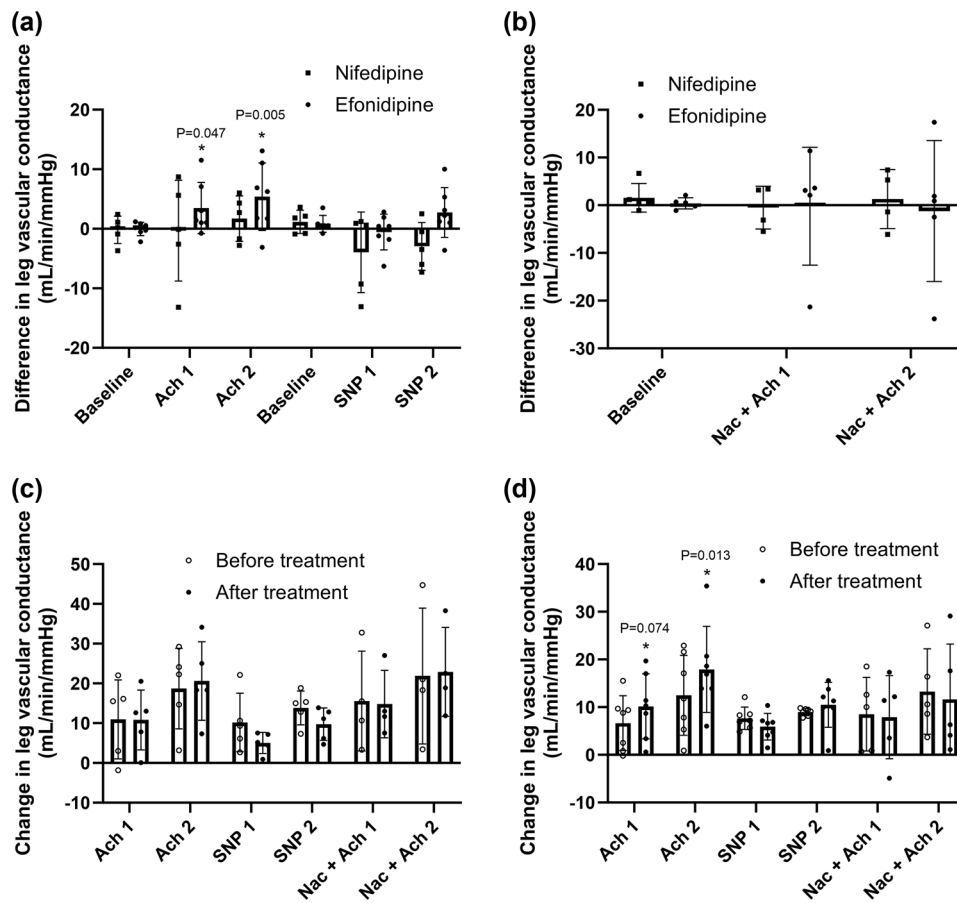 (a)
Nifedipine
Efonidipine
Difference in leg vascular conductance
(mL/min/mmHg)
20
10
0
-10
-20
P=0.047
*
P=0.005
*
Baseline
Ach 1
Ach 2
Baseline
SNP 1
SNP 2
(b)
Nifedipine
Efonidipine
Difference in leg vascular conductance
(mL/min/mmHg)
20
10
0
-10
-20
-30
Baseline
Nac + Ach 1
Nac + Ach 2
(c)
Before treatment
After treatment
Change in leg vascular conductance
(mL/min/mmHg)
50
40
30
20
10
0
-10
Ach 1
Ach 2
SNP 1
SNP 2
Nac + Ach 1
Nac + Ach 2
(d)
Before treatment
After treatment
Change in leg vascular conductance
(mL/min/mmHg)
40
30
20
10
0
-10
P=0.074
*
P=0.013
*
Ach 1
Ach 2
SNP 1
SNP 2
Nac + Ach 1
Nac + Ach 2